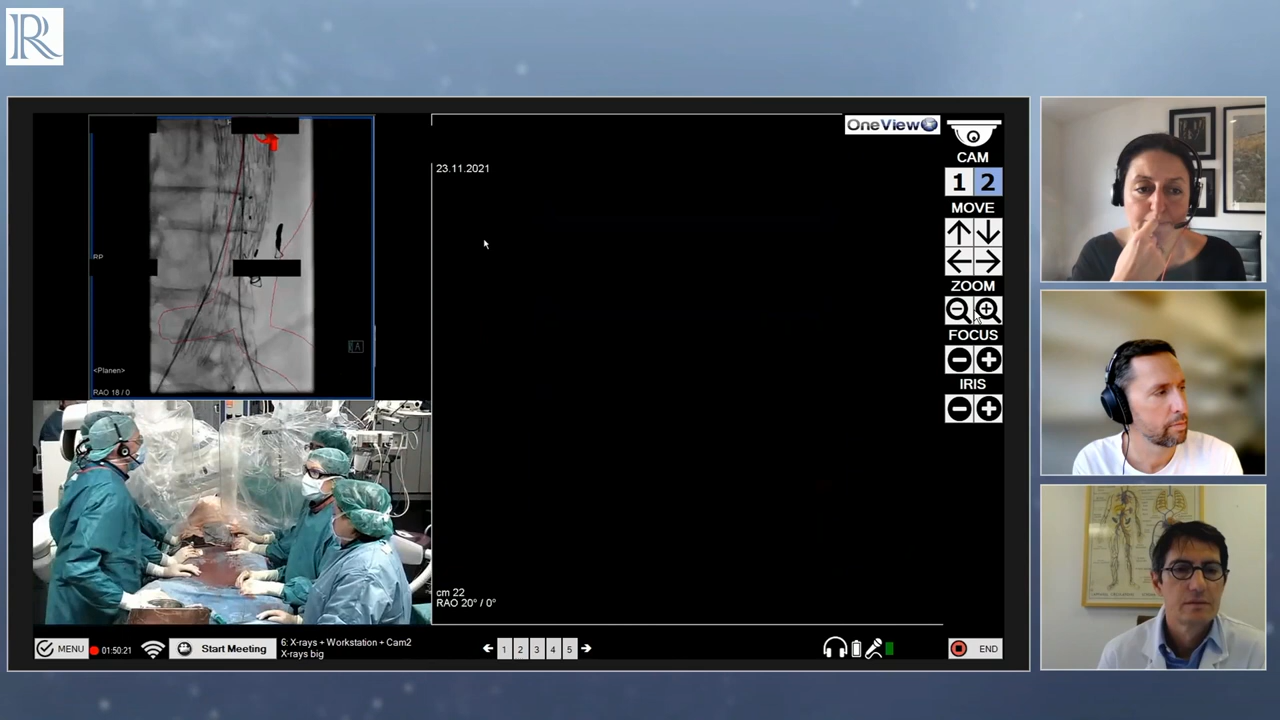 R
OneView
CAM
1 2
23.11.2021
MOVE
RP
ZOOM
FOCUS
<Planen>
RAO 18 / 0
IRIS
cm 22
RAO 20° / 0°
MENU
01:50:21
Start Meeting
6: X-rays + Workstation + Cam2
X-rays big
1 2 3 4 5
END